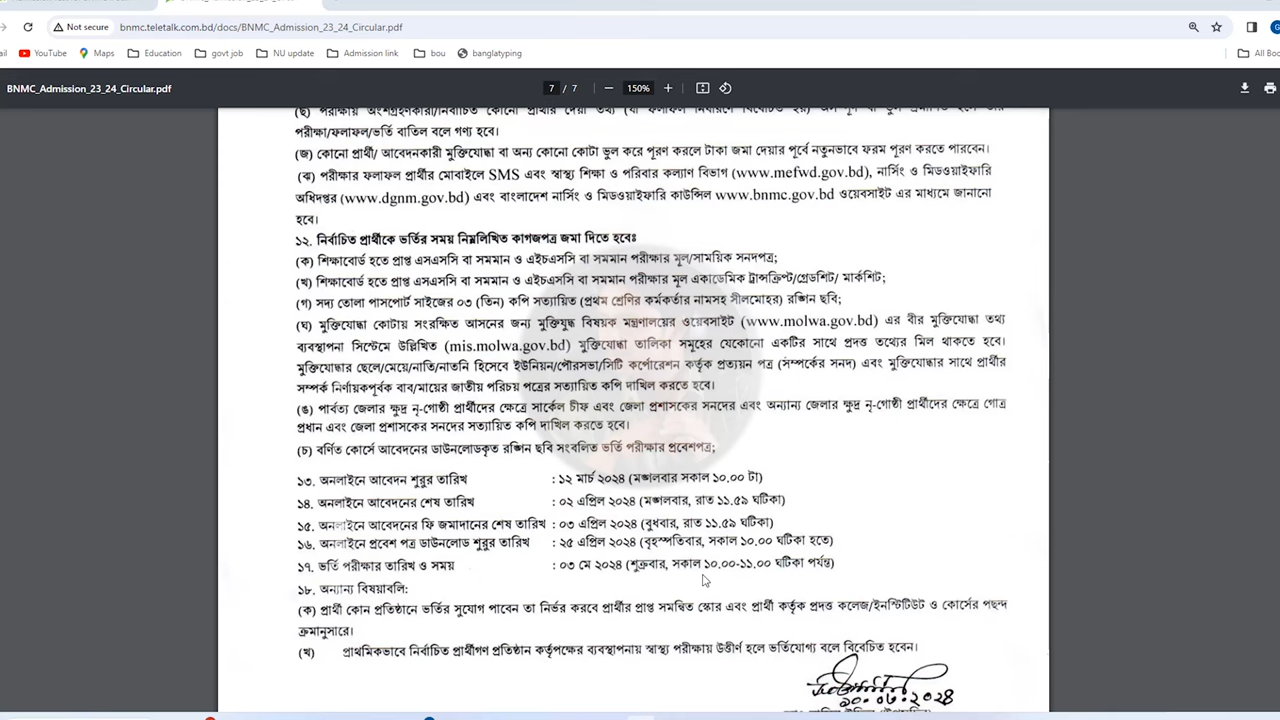 Not secure bnmc.teletalk.com.bd/docs/BNMC_Admission_23_24_Circular.pdf
YouTube Maps Education govt job NU update Admission link bou banglatyping All Boo
BNMC_Admission_23_24_Circular.pdf 7 / 7 150%
(ছ) পরীক্ষায় অংশগ্রহণকারী/নির্বাচিত কোনো প্রার্থীর দেয়া তথ্য (যা ফলাফল নির্ধারণে বিবেচিত হয়)
পরীক্ষা/ফলাফল/ভর্তি বাতিল বলে গণ্য হবে।
(জ) কোনো প্রার্থী/ আবেদনকারী মুক্তিযোদ্ধা বা অন্য কোনো কোটা ভুল করে পূরণ করলে টাকা জমা দেয়ার পূর্বে নতুনভাবে ফরম পূরণ করতে পারবেন।
(ঝ) পরীক্ষার ফলাফল প্রার্থীর মোবাইলে SMS এবং স্বাস্থ্য শিক্ষা ও পরিবার কল্যাণ বিভাগ (www.mefwd.gov.bd), নার্সিং ও মিডওয়াইফারি
অধিদপ্তর (www.dgnm.gov.bd) এবং বাংলাদেশ নার্সিং ও মিডওয়াইফারি কাউন্সিল www.bnmc.gov.bd ওয়েবসাইট এর মাধ্যমে জানানো
হবে।
১২. নির্বাচিত প্রার্থীকে ভর্তির সময় নিম্নলিখিত কাগজপত্র জমা দিতে হবেঃ
(ক) শিক্ষাবোর্ড হতে প্রাপ্ত এসএসসি বা সমমান ও এইচএসসি বা সমমান পরীক্ষার মূল/সাময়িক সনদপত্র;
(খ) শিক্ষাবোর্ড হতে প্রাপ্ত এসএসসি বা সমমান ও এইচএসসি বা সমমান পরীক্ষার মূল একাডেমিক ট্রান্সক্রিপ্ট/গ্রেডশিট/ মার্কশিট;
(গ) সদ্য তোলা পাসপোর্ট সাইজের ০৩ (তিন) কপি সত্যায়িত (প্রথম শ্রেণির কর্মকর্তার নামসহ সীলমোহর) রঙ্গিন ছবি;
(ঘ) মুক্তিযোদ্ধা কোটায় সংরক্ষিত আসনের জন্য মুক্তিযুদ্ধ বিষয়ক মন্ত্রণালয়ের ওয়েবসাইট (www.molwa.gov.bd) এর বীর মুক্তিযোদ্ধা তথ্য
ব্যবস্থাপনা সিস্টেমে উল্লিখিত (mis.molwa.gov.bd) মুক্তিযোদ্ধা তালিকা সমূহের যেকোনো একটির সাথে প্রদত্ত তথ্যের মিল থাকতে হবে।
মুক্তিযোদ্ধার ছেলে/মেয়ে/নাতি/নাতনি হিসেবে ইউনিয়ন/পৌরসভা/সিটি কর্পোরেশন কর্তৃক প্রত্যয়ন পত্র (সম্পর্কের সনদ) এবং মুক্তিযোদ্ধার সাথে প্রার্থীর
সম্পর্ক নির্ণায়কপূর্বক বাব/মায়ের জাতীয় পরিচয় পত্রের সত্যায়িত কপি দাখিল করতে হবে।
(ঙ) পার্বত্য জেলার ক্ষুদ্র নৃ-গোষ্ঠী প্রার্থীদের ক্ষেত্রে সার্কেল চীফ এবং জেলা প্রশাসকের সনদের এবং অন্যান্য জেলার ক্ষুদ্র নৃ-গোষ্ঠী প্রার্থীদের ক্ষেত্রে গোত্র
প্রধান এবং জেলা প্রশাসকের সনদের সত্যায়িত কপি দাখিল করতে হবে।
(চ) বর্ণিত কোর্সে আবেদনের ডাউনলোডকৃত রঙ্গিন ছবি সংবলিত ভর্তি পরীক্ষার প্রবেশপত্র;
১৩. অনলাইনে আবেদন শুরুর তারিখ : ১২ মার্চ ২০২৪ (মঙ্গলবার সকাল ১০.০০ টা)
১৪. অনলাইনে আবেদনের শেষ তারিখ : ০২ এপ্রিল ২০২৪ (মঙ্গলবার, রাত ১১.৫৯ ঘটিকা)
১৫. অনলাইনে আবেদনের ফি জমাদানের শেষ তারিখ : ০৩ এপ্রিল ২০২৪ (বুধবার, রাত ১১.৫৯ ঘটিকা)
১৬. অনলাইনে প্রবেশ পত্র ডাউনলোড শুরুর তারিখ : ২৫ এপ্রিল ২০২৪ (বৃহস্পতিবার, সকাল ১০.০০ ঘটিকা হতে)
১৭. ভর্তি পরীক্ষার তারিখ ও সময় : ০৩ মে ২০২৪ (শুক্রবার, সকাল ১০.০০-১১.০০ ঘটিকা পর্যন্ত)
১৮. অন্যান্য বিষয়াবলি:
(ক) প্রার্থী কোন প্রতিষ্ঠানে ভর্তির সুযোগ পাবেন তা নির্ভর করবে প্রার্থীর প্রাপ্ত সমন্বিত স্কোর এবং প্রার্থী কর্তৃক প্রদত্ত কলেজ/ইনস্টিটিউট ও কোর্সের পছন্দ
ক্রমানুসারে।
(খ) প্রাথমিকভাবে নির্বাচিত প্রার্থীগণ প্রতিষ্ঠান কর্তৃপক্ষের ব্যবস্থাপনায় স্বাস্থ্য পরীক্ষায় উত্তীর্ণ হলে ভর্তিযোগ্য বলে বিবেচিত হবেন।